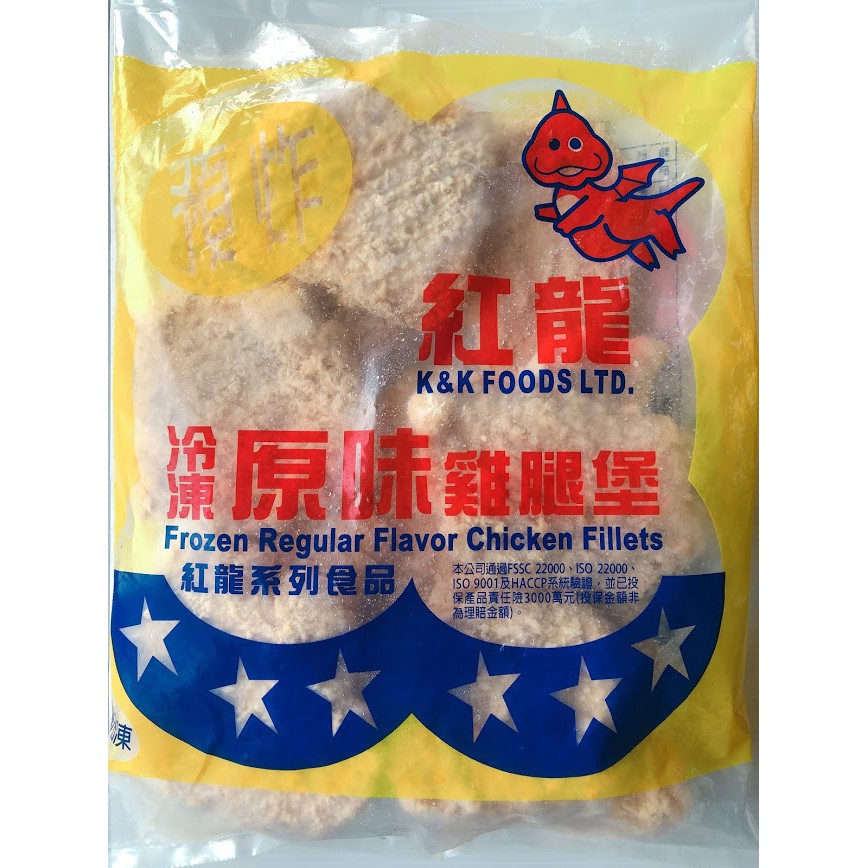 預炸
紅龍
K&K FOODS LTD.
冷凍原味雞腿堡
Frozen Regular Flavor Chicken Fillets
紅龍系列食品
本公司通過FSSC 22000、ISO 22000、
ISO 9001及HACCP系統驗證，並已投
保產品責任險3000萬元(投保金額非
為理賠金額)。
凍